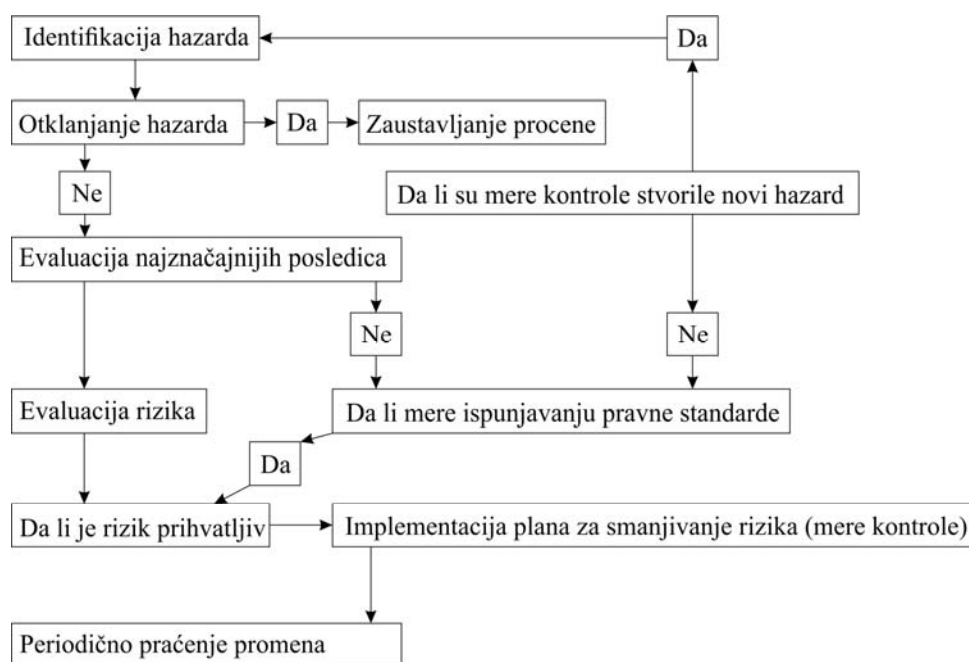 Identifikacija hazarda
Da
Otklanjanje hazarda
Da
Zaustavljanje procene
Ne
Da li su mere kontrole stvorile novi hazard
Evaluacija najznačajnijih posledica
Ne
Ne
Evaluacija rizika
Da li mere ispunjavanju pravne standarde
Da
Da li je rizik prihvatljiv
Implementacija plana za smanjivanje rizika (mere kontrole)
Periodično praćenje promena